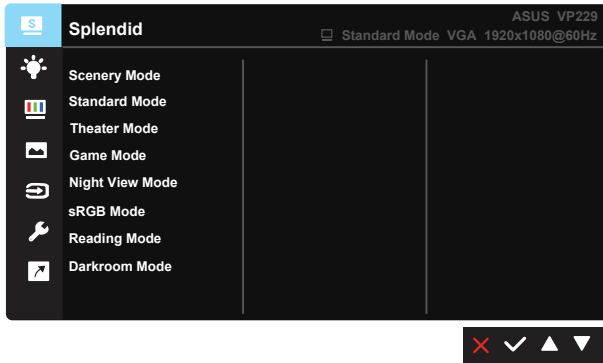 S
Splendid
ASUS VP229
Standard Mode VGA 1920x1080@60Hz
Scenery Mode
Standard Mode
Theater Mode
Game Mode
Night View Mode
sRGB Mode
Reading Mode
Darkroom Mode